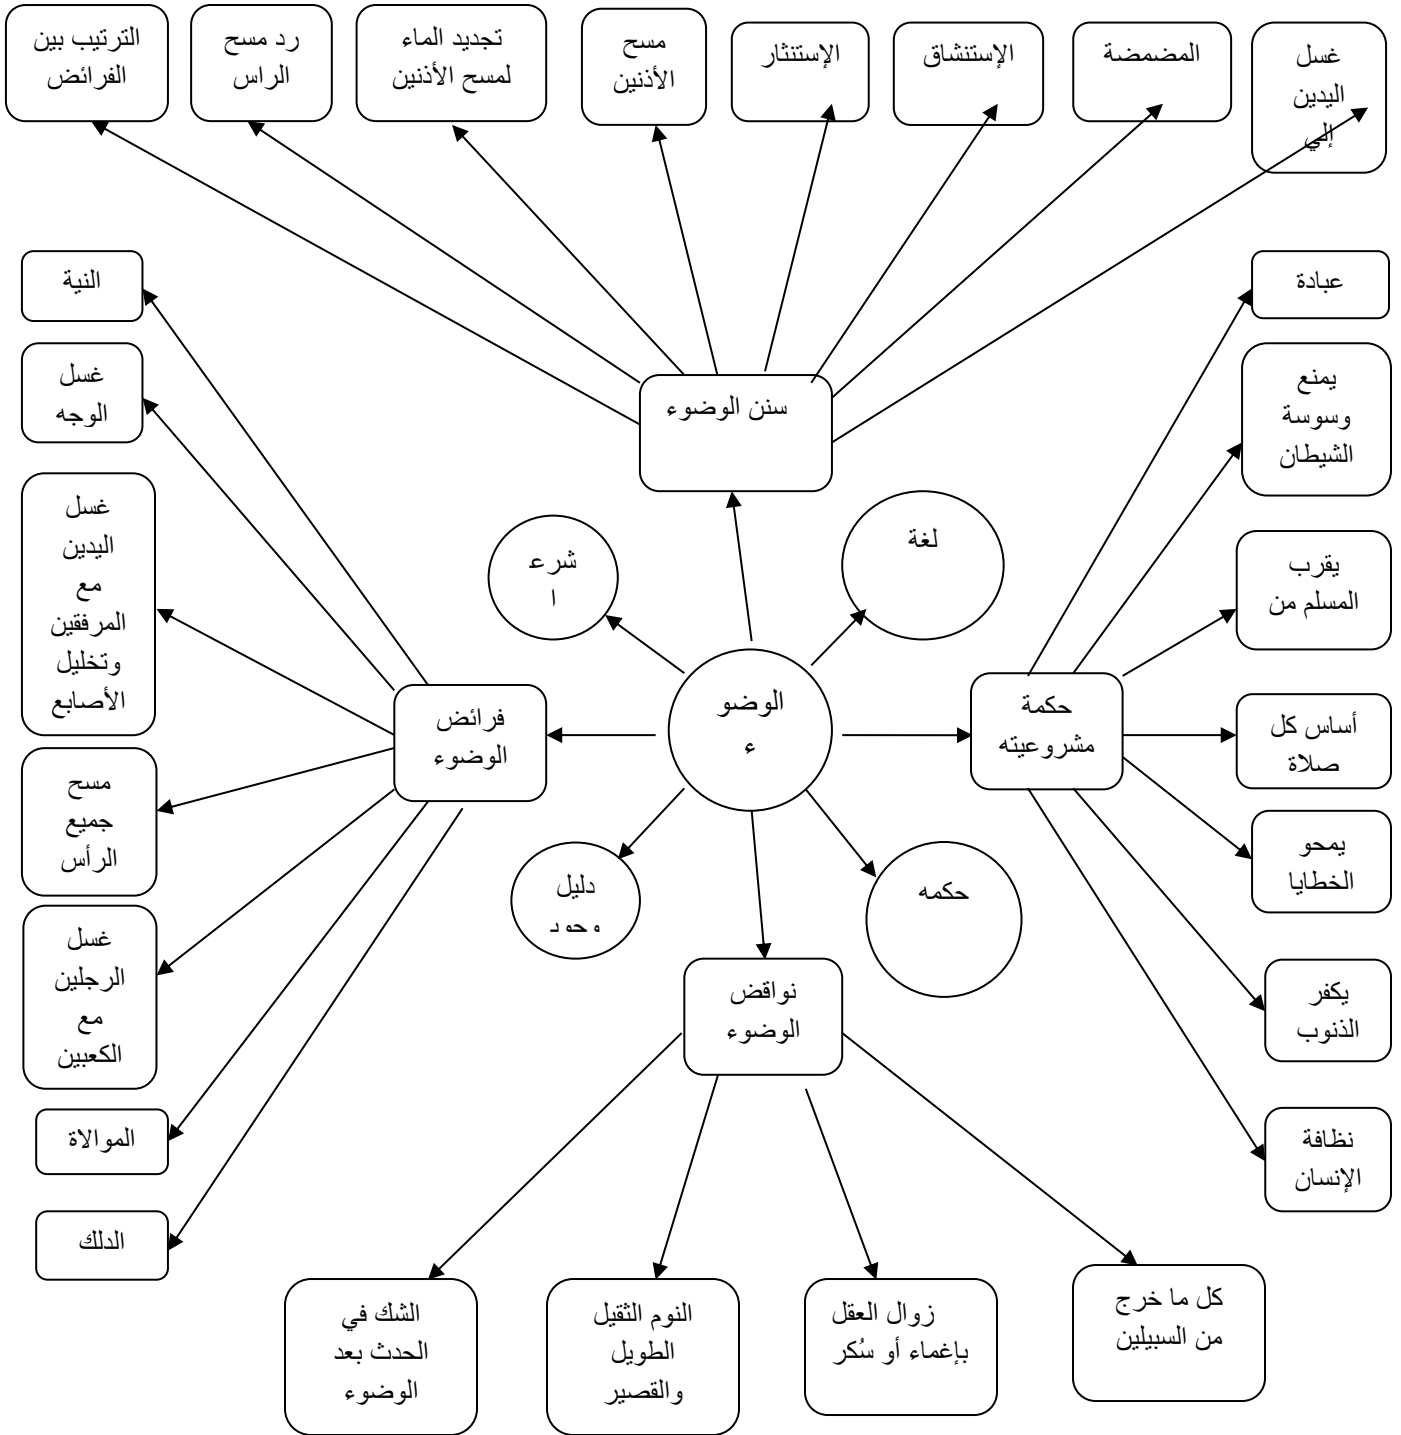 غسل
اليدين
إلي
المضمضة
الإستنشاق
الإستنثار
مسح
الأذنين
تجديد الماء
لمسح الأذنين
رد مسح
الراس
الترتيب بين
الفرائض
سنن الوضوء
عبادة
يمنع
وسوسة
الشيطان
يقرب
المسلم من
أساس كل
صلاة
يمحو
الخطايا
يكفر
الذنوب
نظافة
الإنسان
حكمة
مشروعيته
لغة
شرع
ا
الوضو
ء
حكمه
دليل
وجود
فرائض
الوضوء
النية
غسل
الوجه
غسل
اليدين
مع
المرفقين
وتخليل
الأصابع
مسح
جميع
الرأس
غسل
الرجلين
مع
الكعبين
الموالاة
الدلك
نواقض
الوضوء
كل ما خرج
من السبيلين
زوال العقل
بإغماء أو سُكر
النوم الثقيل
الطويل
والقصير
الشك في
الحدث بعد
الوضوء